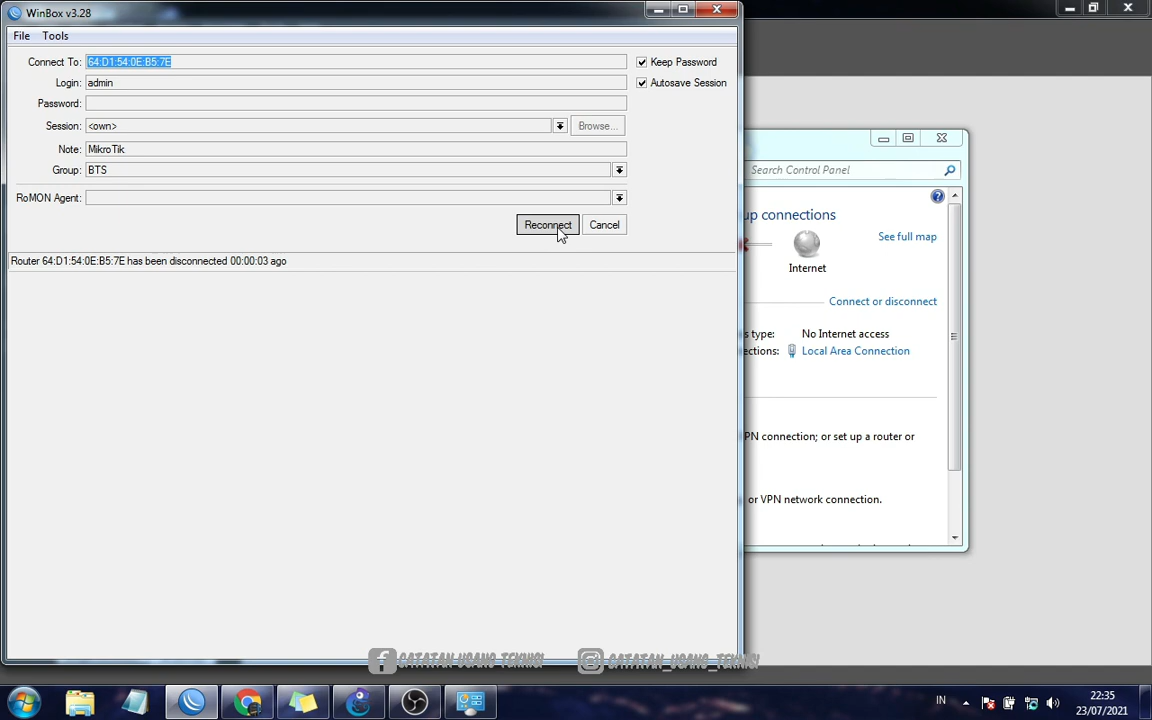 WinBox v3.28
File Tools
Connect To: 64:D1:54:0E:B5:7E Keep Password
Login: admin Autosave Session
Password:
Session: <own> Browse...
Note: MikroTik
Group: BTS
RoMON Agent:
Reconnect Cancel
Router 64:D1:54:0E:B5:7E has been disconnected 00:00:03 ago
Search Control Panel
up connections
See full map
Internet
Connect or disconnect
s type: No Internet access
ections: Local Area Connection
PN connection; or set up a router or
or VPN network connection.
CATATAN_UCANG_TEKNISI CATATAN_UCANG_TEKNISI
IN 22:35
23/07/2021